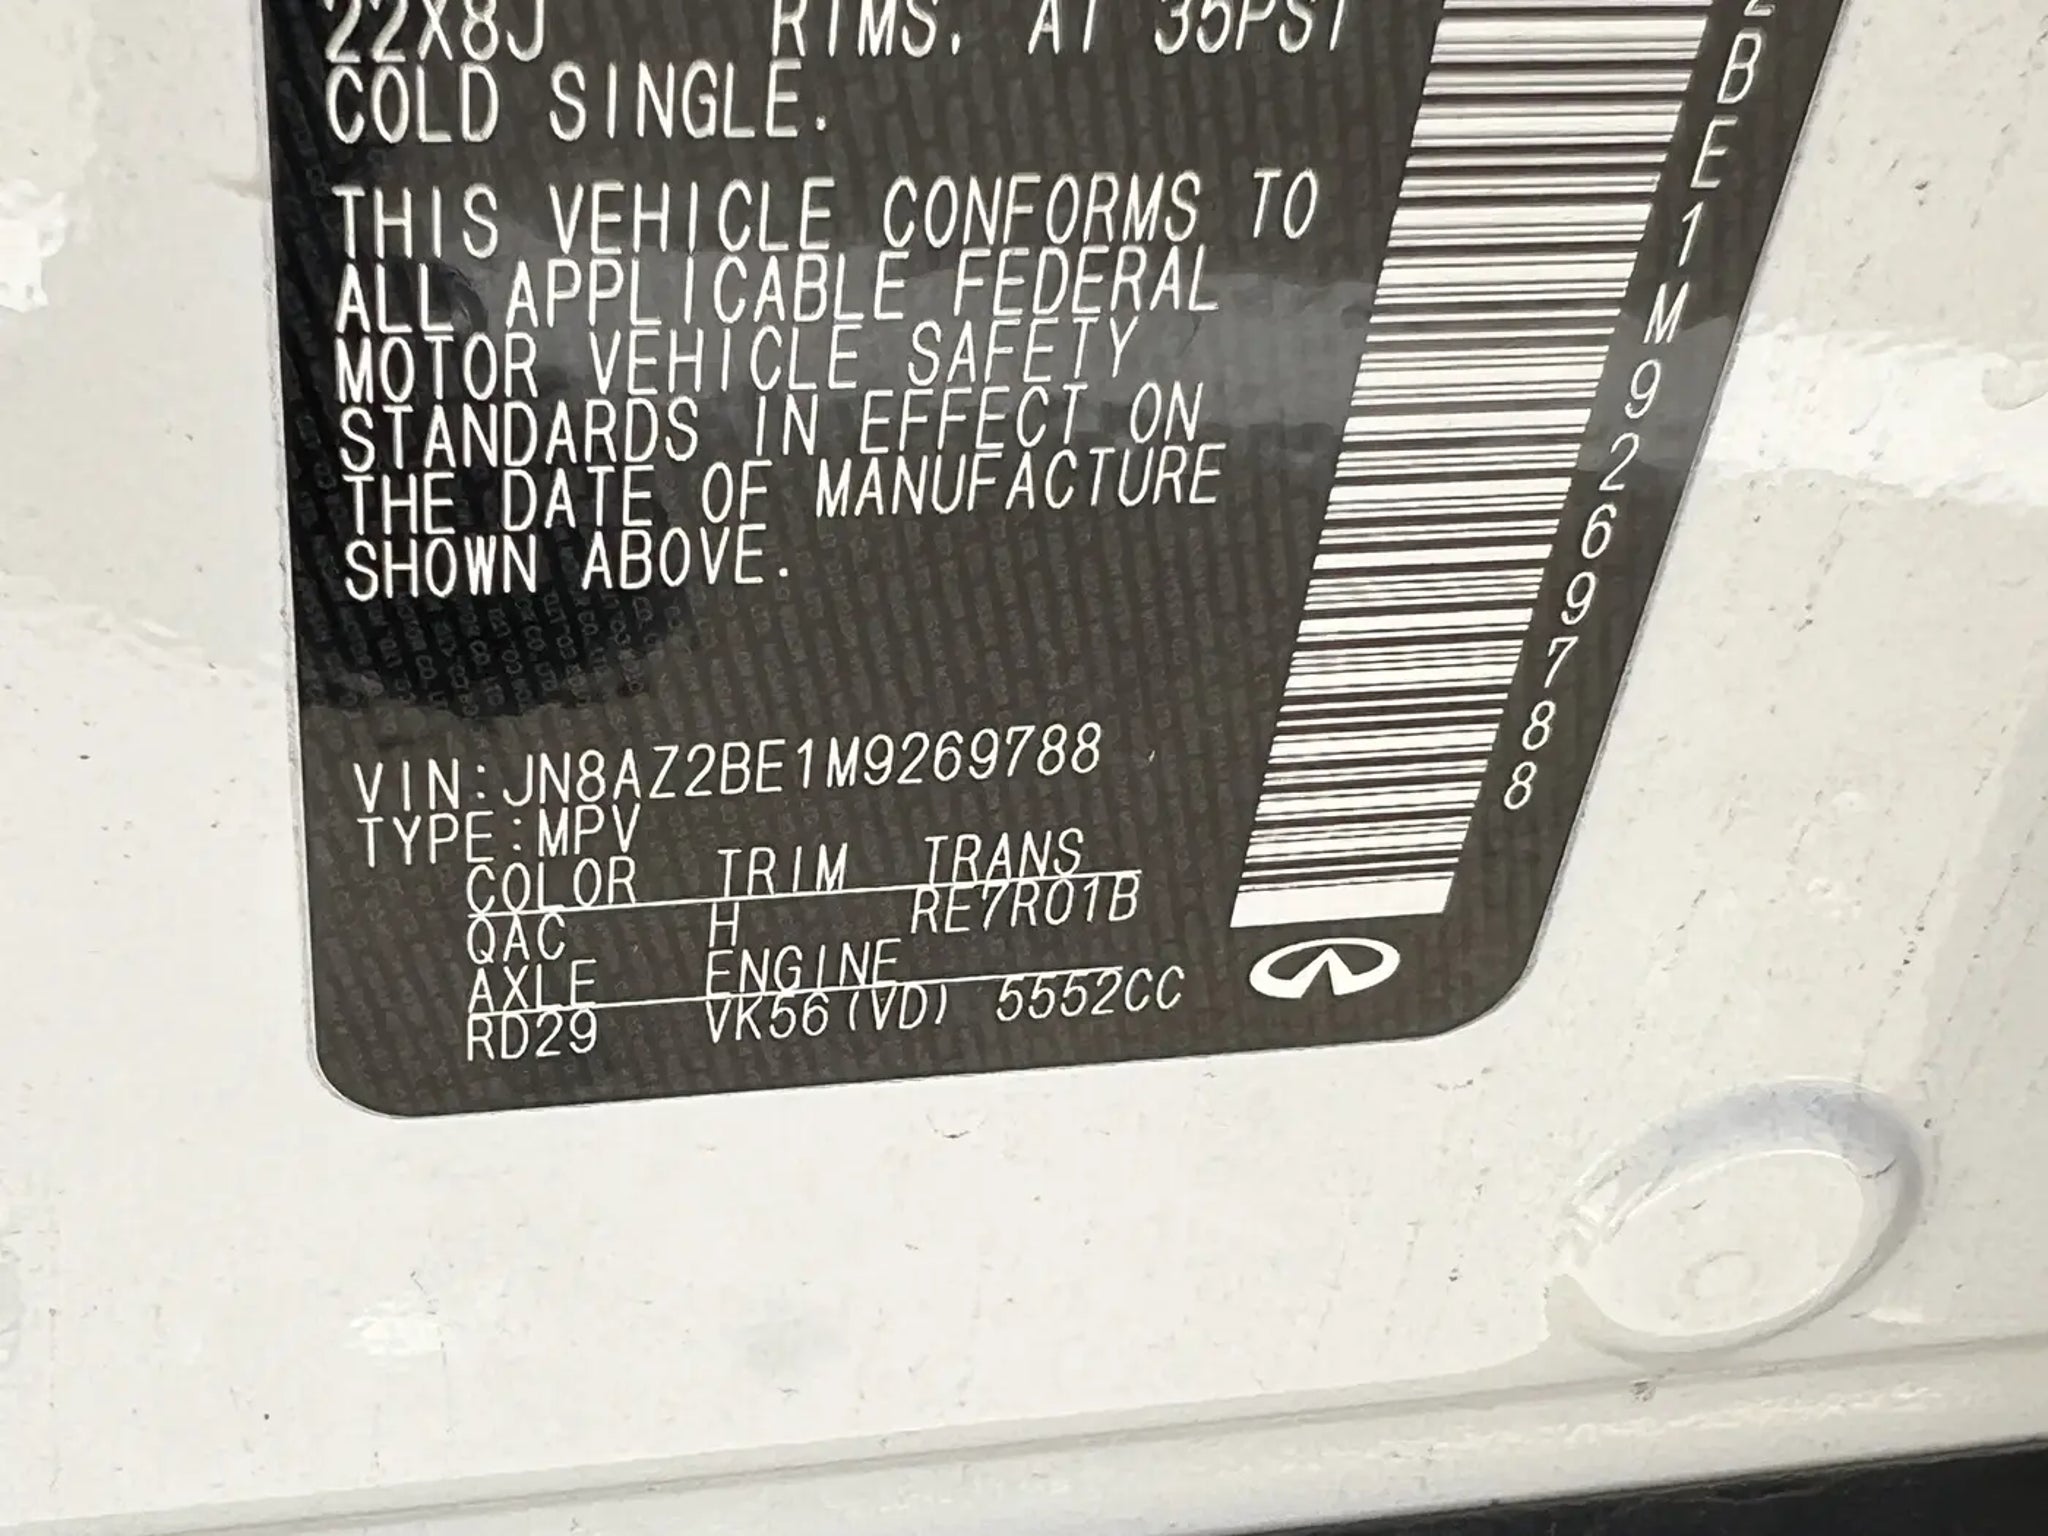 22X8J RIMS. AT 35PSI
COLD SINGLE.
THIS VEHICLE CONFORMS TO
ALL APPLICABLE FEDERAL
MOTOR VEHICLE SAFETY
STANDARDS IN EFFECT ON
THE DATE OF MANUFACTURE
SHOWN ABOVE.
VIN:JN8AZ2BE1M9269788
TYPE:MPV
COLOR TRIM TRANS
QAC H RE7R01B
AXLE ENGINE
RD29 VK56(VD) 5552CC
2BE1M9269788